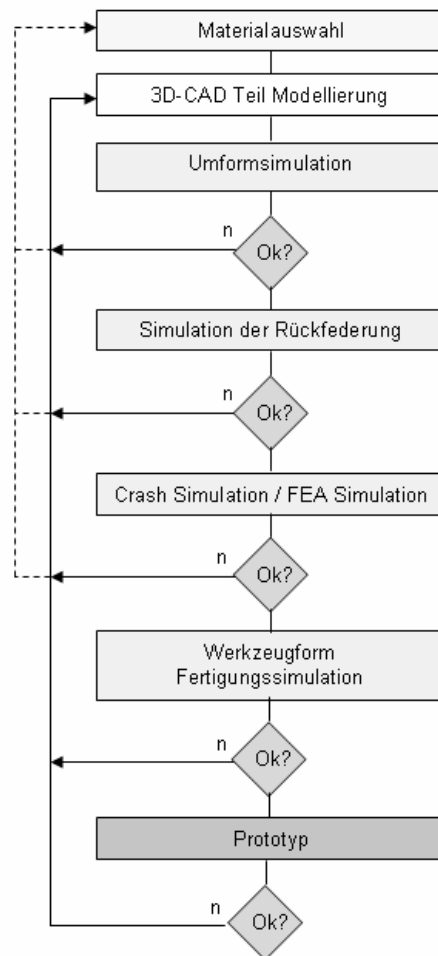 Materialauswahl
3D-CAD Teil Modellierung
Umformsimulation
n
Ok?
Simulation der Rückfederung
n
Ok?
Crash Simulation / FEA Simulation
n
Ok?
Werkzeugform
Fertigungssimulation
n
Ok?
Prototyp
n
Ok?